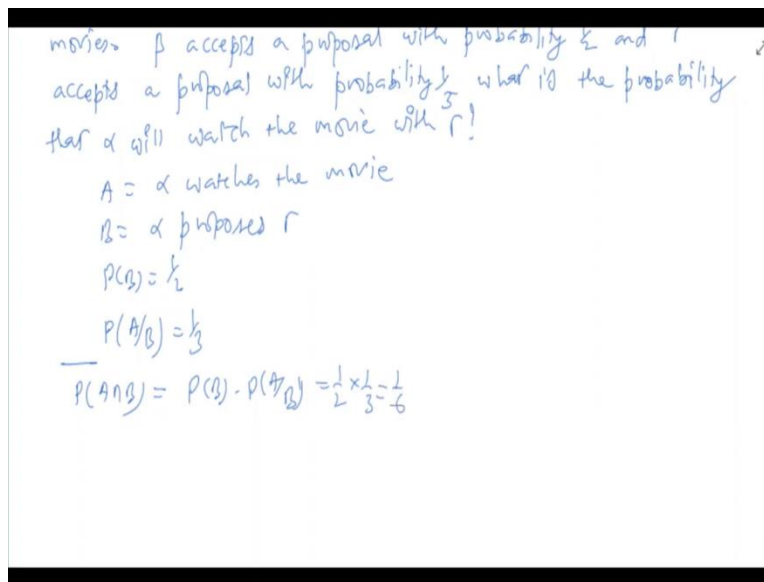 movies. β accepts a proposal with probability ½ and Γ
accepts a proposal with probability ⅓ what is the probability
that α will watch the movie with Γ?
A = α watches the movie
B = α proposes Γ
P(B) = ½
P(A/B) = ⅓
P(A∩B) = P(B) · P(A/B) = 1/2 × 1/3 = 1/6